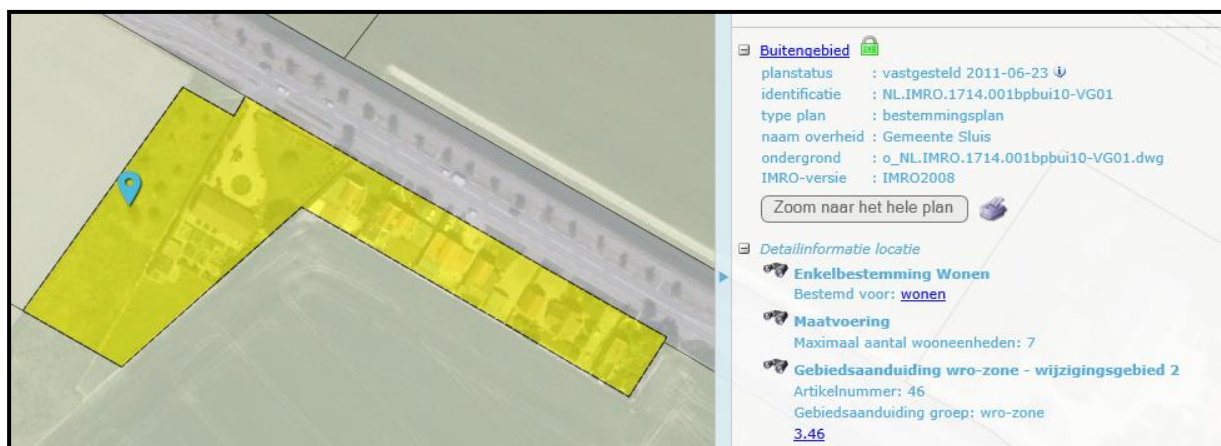 Buitengebied
planstatus : vastgesteld 2011-06-23
identificatie : NL.IMRO.1714.001bpbui10-VG01
type plan : bestemmingsplan
naam overheid : Gemeente Sluis
ondergrond : o_NL.IMRO.1714.001bpbui10-VG01.dwg
IMRO-versie : IMRO2008
Zoom naar het hele plan
Detailinformatie locatie
Enkelbestemming Wonen
Bestemd voor: wonen
Maatvoering
Maximaal aantal wooneenheden: 7
Gebiedsaanduiding wro-zone - wijzigingsgebied 2
Artikelnummer: 46
Gebiedsaanduiding groep: wro-zone
3.46